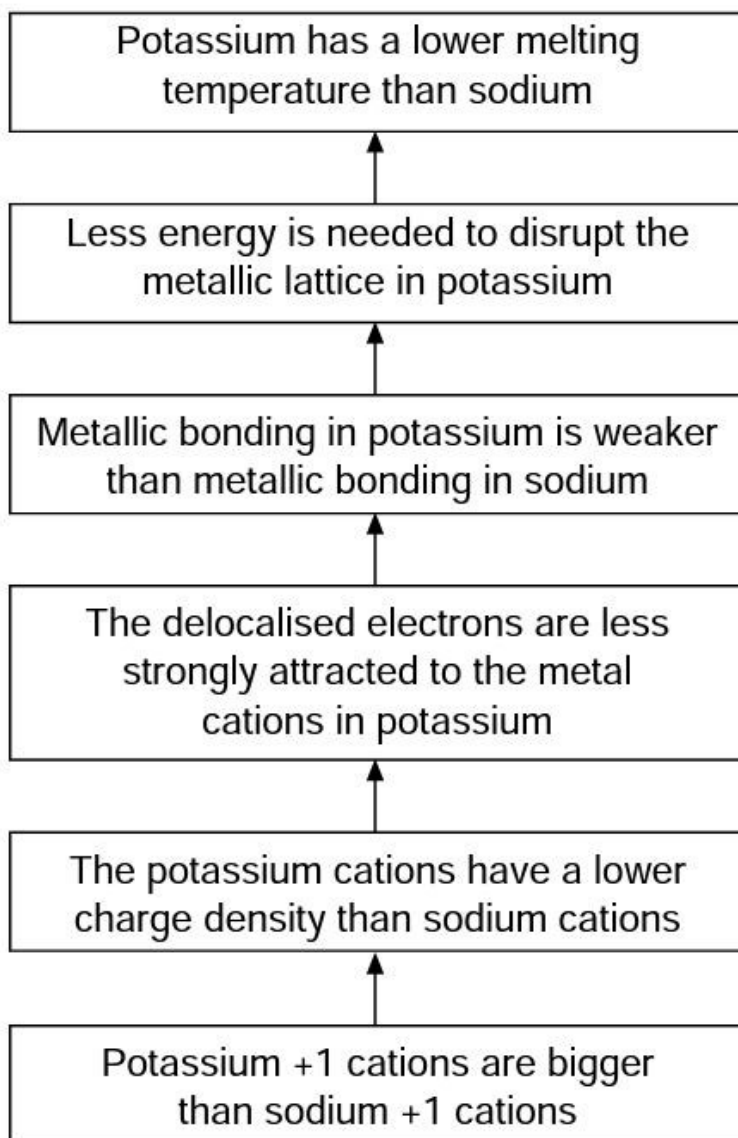 Potassium has a lower melting
temperature than sodium
Less energy is needed to disrupt the
metallic lattice in potassium
Metallic bonding in potassium is weaker
than metallic bonding in sodium
The delocalised electrons are less
strongly attracted to the metal
cations in potassium
The potassium cations have a lower
charge density than sodium cations
Potassium +1 cations are bigger
than sodium +1 cations